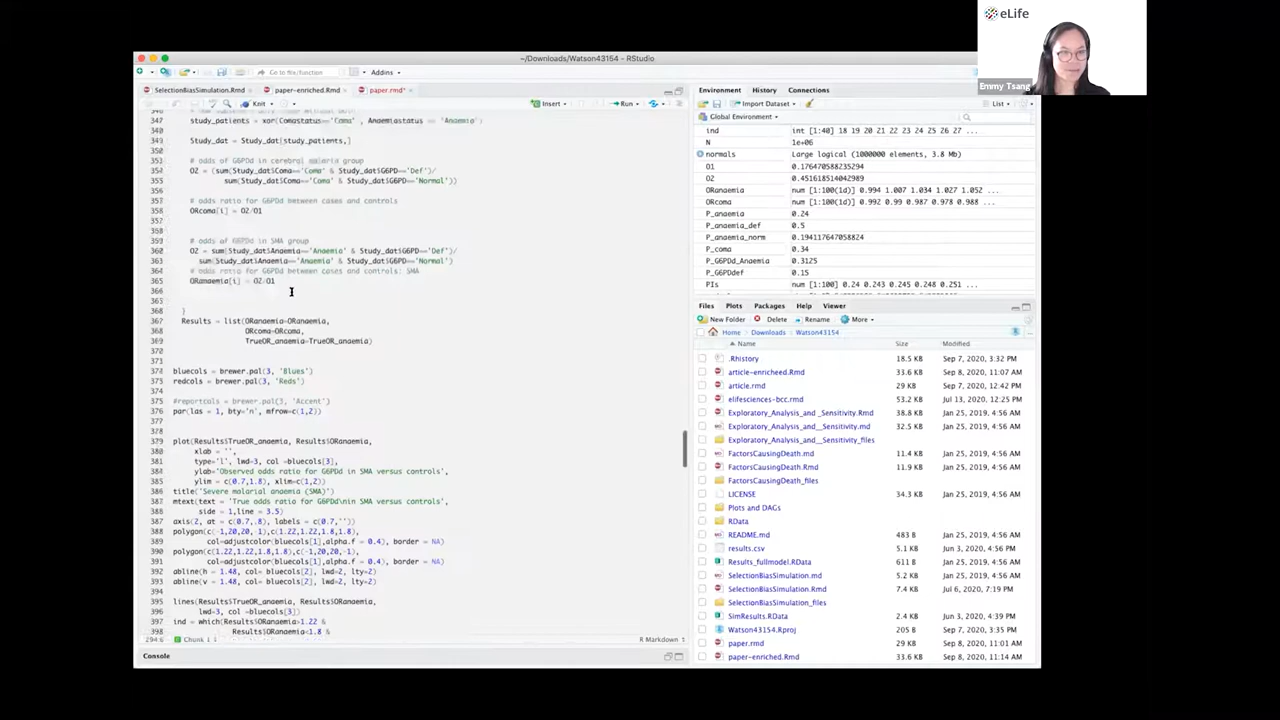 eLife
Emmy Tsang
~/Downloads/Watson43154 - RStudio
Go to file/function
Addins
SelectionBiasSimulation.Rmd
paper-enriched.Rmd
paper.rmd*
Knit
Insert
Run
347 study_patients = xor(Comastatus=='Coma' , Anaemiastatus == 'Anaemia')
Study_dat = Study_dat[study_patients,]
# odds of G6PDd in cerebral malaria group
O2 = (sum(Study_dat$Coma=='Coma' & Study_dat$G6PD=='Def')/
sum(Study_dat$Coma=='Coma' & Study_dat$G6PD=='Normal'))
# odds ratio for G6PDd between cases and controls
ORcoma[i] = O2/O1
# odds of G6PDd in SMA group
O2 = sum(Study_dat$Anaemia=='Anaemia' & Study_dat$G6PD=='Def')/
sum(Study_dat$Anaemia=='Anaemia' & Study_dat$G6PD=='Normal')
# odds ratio for G6PDd between cases and controls: SMA
ORanaemia[i] = O2/O1
}
Results = list(ORanaemia=ORanaemia,
ORcoma=ORcoma,
TrueOR_anaemia=TrueOR_anaemia)
bluecols = brewer.pal(3, 'Blues')
redcols = brewer.pal(3, 'Reds')
#reportcols = brewer.pal(3, 'Accent')
par(las = 1, bty='n', mfrow=c(1,2))
plot(Results$TrueOR_anaemia, Results$ORanaemia,
xlab = '',
type='l', lwd=3, col =bluecols[3],
ylab='Observed odds ratio for G6PDd in SMA versus controls',
ylim = c(0.7,1.8), xlim=c(1,2))
title('Severe malarial anaemia (SMA)')
mtext(text = 'True odds ratio for G6PDd\nin SMA versus controls',
side = 1,line = 3.5)
axis(2, at = c(0.7,.8), labels = c(0.7,''))
polygon(c(-1,20,20,-1),c(1.22,1.22,1.8,1.8),
col=adjustcolor(bluecols[1],alpha.f = 0.4), border = NA)
polygon(c(1.22,1.22,1.8,1.8),c(-1,20,20,-1),
col=adjustcolor(bluecols[1],alpha.f = 0.4), border = NA)
abline(h = 1.48, col= bluecols[2], lwd=2, lty=2)
abline(v = 1.48, col= bluecols[2], lwd=2, lty=2)
lines(Results$TrueOR_anaemia, Results$ORanaemia,
lwd=3, col =bluecols[3])
ind = which(Results$ORanaemia>1.22 &
Results$ORanaemia<1.8 &
Chunk
R Markdown
Console
Environment
History
Connections
Import Dataset
List
Global Environment
ind int [1:40] 18 19 20 21 22 23 24 25 26 27 ...
N 1e+06
normals Large logical (1000000 elements, 3.8 Mb)
O1 0.176470588235294
O2 0.451618514042989
ORanaemia num [1:100(1d)] 0.994 1.007 1.034 1.027 1.052 ...
ORcoma num [1:100(1d)] 0.992 0.99 0.987 0.978 0.988 ...
P_anaemia 0.24
P_anaemia_def 0.5
P_anaemia_norm 0.194117647058824
P_coma 0.34
P_G6PDd_Anaemia 0.3125
P_G6PDdef 0.15
PIs num [1:100] 0.24 0.243 0.245 0.248 0.251 ...
Files
Plots
Packages
Help
Viewer
New Folder
Delete
Rename
More
Home
Downloads
Watson43154
Name
Size
Modified
.Rhistory 18.5 KB Sep 7, 2020, 3:32 PM
article-enricheed.Rmd 33.6 KB Sep 8, 2020, 11:07 AM
article.rmd 29 KB Sep 7, 2020, 12:42 PM
elifesciences-bcc.rmd 53.2 KB Jul 13, 2020, 12:25 PM
Exploratory_Analysis_and _Sensitivity.Rmd 38.8 KB Jan 25, 2019, 4:56 AM
Exploratory_Analysis_and__Sensitivity.md 32.5 KB Jan 25, 2019, 4:56 AM
Exploratory_Analysis_and__Sensitivity_files
FactorsCausingDeath.md 11.4 KB Jan 25, 2019, 4:56 AM
FactorsCausingDeath.Rmd 11.9 KB Jan 25, 2019, 4:56 AM
FactorsCausingDeath_files
LICENSE 34.3 KB Jan 25, 2019, 4:56 AM
Plots and DAGs
RData
README.md 483 B Jan 25, 2019, 4:56 AM
results.csv 5.1 KB Jun 3, 2020, 4:56 PM
Results_fullmodel.RData 611 B Jan 25, 2019, 4:56 AM
SelectionBiasSimulation.md 5.2 KB Jan 25, 2019, 4:56 AM
SelectionBiasSimulation.Rmd 7.4 KB Jul 6, 2020, 7:19 PM
SelectionBiasSimulation_files
SimResults.RData 2.4 KB Jun 3, 2020, 4:39 PM
Watson43154.Rproj 205 B Sep 7, 2020, 3:35 PM
paper.rmd 29 KB Sep 8, 2020, 11:01 AM
paper-enriched.Rmd 33.6 KB Sep 8, 2020, 11:14 AM